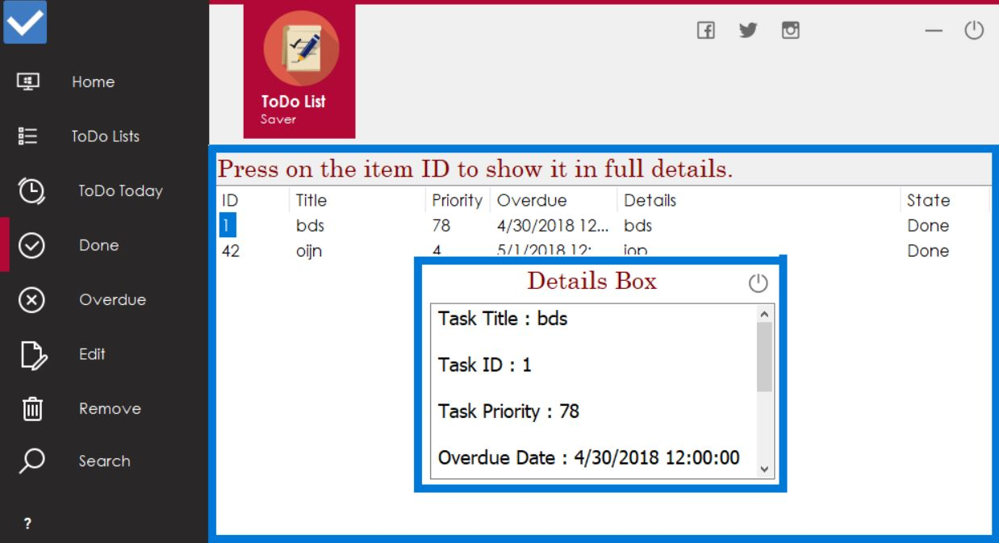 Home
ToDo Lists
ToDo Today
Done
Overdue
Edit
Remove
Search
?
ToDo List
Saver
Press on the item ID to show it in full details.
ID Title Priority Overdue Details State
1 bds 78 4/30/2018 12... bds Done
42 oijn 4 5/1/2018 12: iop Done
Details Box
Task Title : bds
Task ID : 1
Task Priority : 78
Overdue Date : 4/30/2018 12:00:00